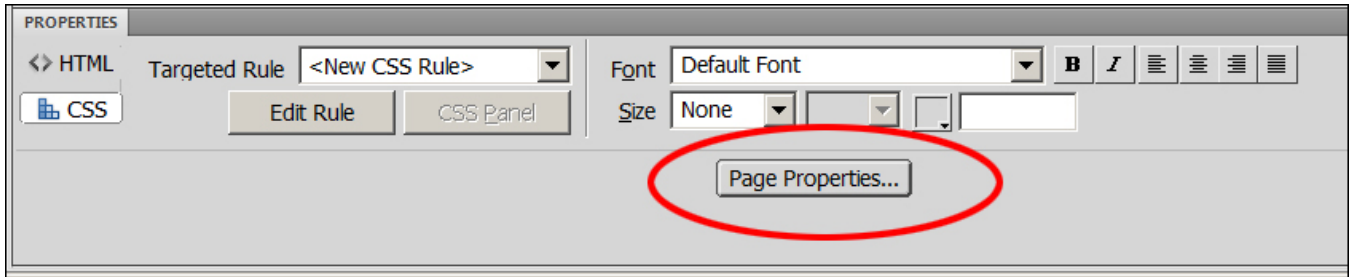 PROPERTIES
<> HTML Targeted Rule <New CSS Rule> Font Default Font B I
CSS Edit Rule CSS Panel Size None
Page Properties...